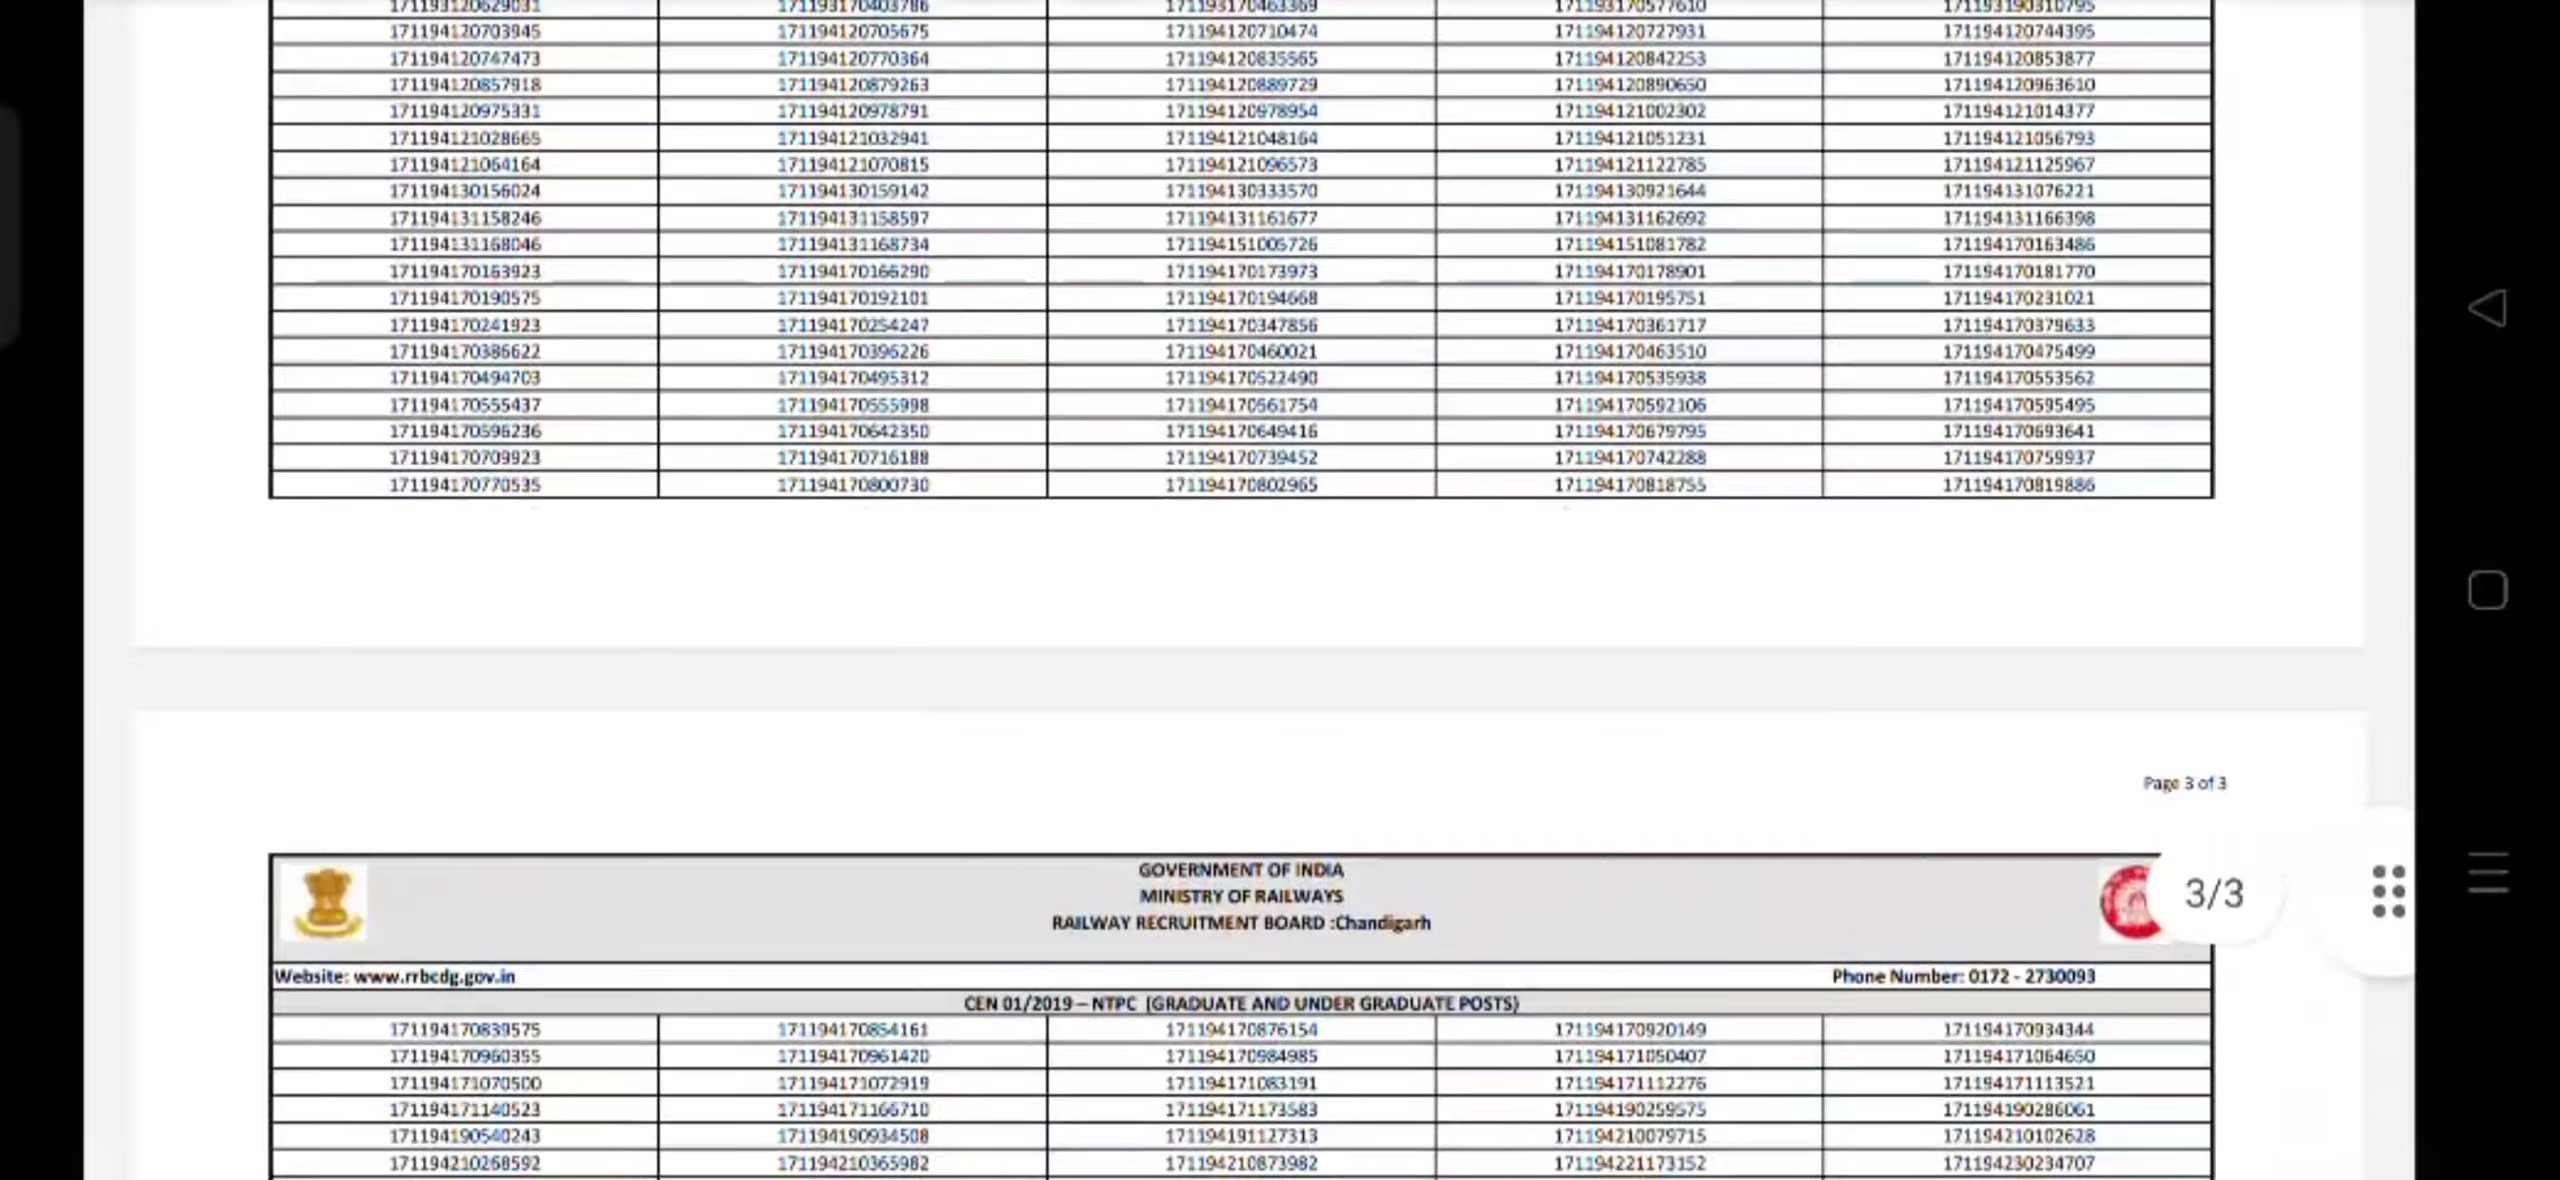 171193120629031 171193170403786 171193170463369 171193170577610 171193190310795
171194120703945 171194120705675 171194120710474 171194120727931 171194120744395
171194120747473 171194120770364 171194120835565 171194120842253 171194120853877
171194120857918 171194120879263 171194120889729 171194120890650 171194120963610
171194120975331 171194120978791 171194120978954 171194121002302 171194121014377
171194121028665 171194121032941 171194121048164 171194121051231 171194121056793
171194121064164 171194121070815 171194121096573 171194121122785 171194121125967
171194130156024 171194130159142 171194130333570 171194130921644 171194131076221
171194131158246 171194131158597 171194131161677 171194131162692 171194131166398
171194131168046 171194131168734 171194151005726 171194151081782 171194170163486
171194170163923 171194170166290 171194170173973 171194170178901 171194170181770
171194170190575 171194170192101 171194170194668 171194170195751 171194170231021
171194170241923 171194170254247 171194170347856 171194170361717 171194170379633
171194170386622 171194170396226 171194170460021 171194170463510 171194170475499
171194170494703 171194170495312 171194170522490 171194170535938 171194170553562
171194170555437 171194170555998 171194170561754 171194170592106 171194170595495
171194170596236 171194170642350 171194170649416 171194170679795 171194170693641
171194170709923 171194170716188 171194170739452 171194170742288 171194170759937
171194170770535 171194170800730 171194170802965 171194170818755 171194170819886
Page 3 of 3
GOVERNMENT OF INDIA
MINISTRY OF RAILWAYS
3/3
RAILWAY RECRUITMENT BOARD :Chandigarh
Website: www.rrbcdg.gov.in Phone Number: 0172 - 2730093
CEN 01/2019 – NTPC (GRADUATE AND UNDER GRADUATE POSTS)
171194170839575 171194170854161 171194170876154 171194170920149 171194170934344
171194170960355 171194170961420 171194170984985 171194171050407 171194171064650
171194171070500 171194171072919 171194171083191 171194171112276 171194171113521
171194171140523 171194171166710 171194171173583 171194190259575 171194190286061
171194190540243 171194190934508 171194191127313 171194210079715 171194210102628
171194210268592 171194210365982 171194210873982 171194221173152 171194230234707